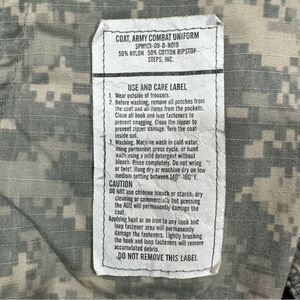 COAT, ARMY COMBAT UNIFORM
SPM1C1-09-D-N019
50% NYLON 50% COTTON RIPSTOP
STEPS, INC.
USE AND CARE LABEL
1. Wear outside of trousers.
2. Before washing, remove all patches from
the coat and all items from the pockets.
Close all hook and loop fasteners to
prevent snagging. Close the zipper to
prevent zipper damage. Turn the coat
inside out.
3. Washing. Machine wash in cold water,
using permanent press cycle, or hand
wash using a mild detergent without
bleach. Rinse completely. Do not wring
or twist. Hang dry or machine dry on low
medium setting between 140°-160°F.
CAUTION
DO NOT use chlorine bleach or starch; dry
cleaning or commercially hot pressing
the ACU will permanently damage the
coat.
Applying heat or an iron to any hook and
loop fastener area will permanently
damage the fasteners. Lightly brushing
the hook and loop fasteners will remove
accumulated debris.
DO NOT REMOVE THIS LABEL